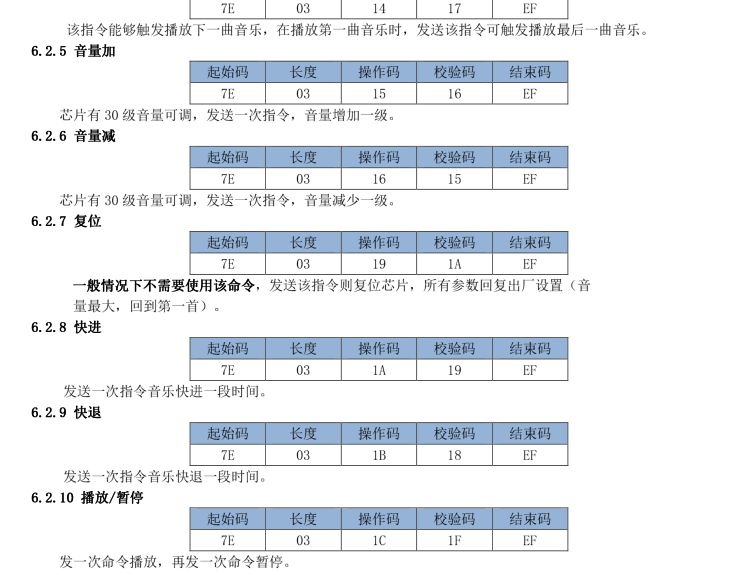 7E 03 14 17 EF
该指令能够触发播放下一曲音乐，在播放第一曲音乐时，发送该指令可触发播放最后一曲音乐。
6.2.5 音量加
起始码 长度 操作码 校验码 结束码
7E 03 15 16 EF
芯片有 30 级音量可调，发送一次指令，音量增加一级。
6.2.6 音量减
起始码 长度 操作码 校验码 结束码
7E 03 16 15 EF
芯片有 30 级音量可调，发送一次指令，音量减少一级。
6.2.7 复位
起始码 长度 操作码 校验码 结束码
7E 03 19 1A EF
一般情况下不需要使用该命令，发送该指令则复位芯片，所有参数回复出厂设置（音
量最大，回到第一首）。
6.2.8 快进
起始码 长度 操作码 校验码 结束码
7E 03 1A 19 EF
发送一次指令音乐快进一段时间。
6.2.9 快退
起始码 长度 操作码 校验码 结束码
7E 03 1B 18 EF
发送一次指令音乐快退一段时间。
6.2.10 播放/暂停
起始码 长度 操作码 校验码 结束码
7E 03 1C 1F EF
发一次命令播放，再发一次命令暂停。